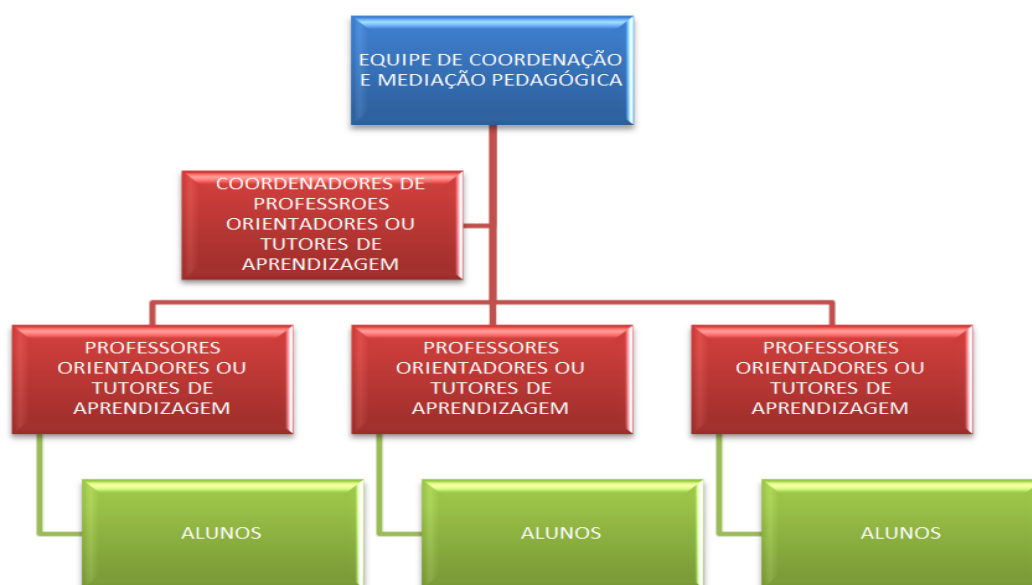 EQUIPE DE COORDENAÇÃO
E MEDIAÇÃO PEDAGÓGICA
COORDENADORES DE
PROFESSROES
ORIENTADORES OU
TUTORES DE
APRENDIZAGEM
PROFESSORES
ORIENTADORES OU
TUTORES DE
APRENDIZAGEM
PROFESSORES
ORIENTADORES OU
TUTORES DE
APRENDIZAGEM
PROFESSORES
ORIENTADORES OU
TUTORES DE
APRENDIZAGEM
ALUNOS
ALUNOS
ALUNOS